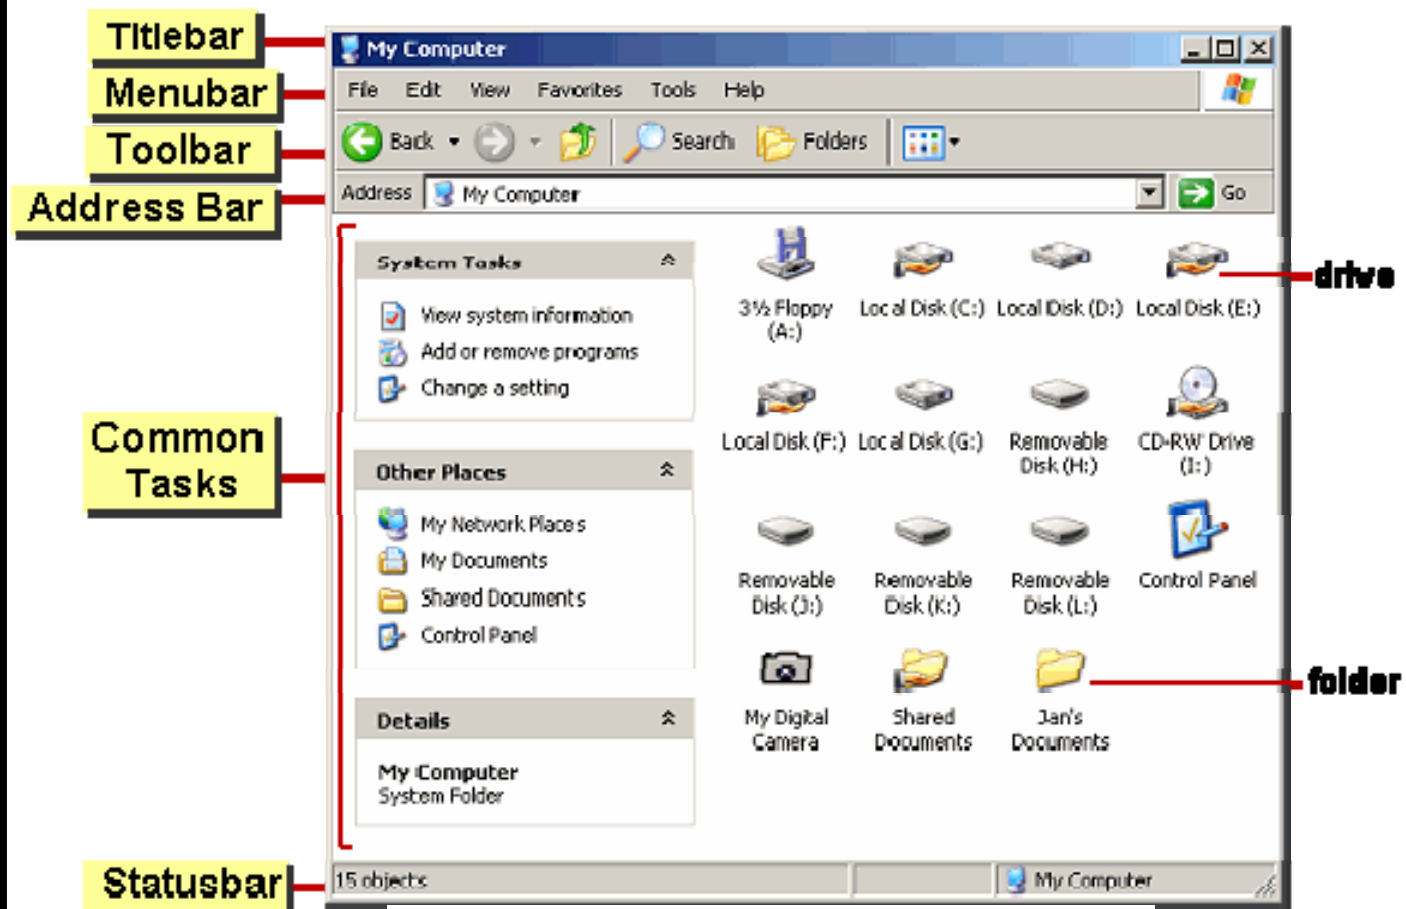 Titlebar
My Computer
Menubar
File Edit View Favorites Tools Help
Toolbar
Back Search Folders
Address Bar
Address My Computer Go
System Tasks
View system information
Add or remove programs
Change a setting
Common
Tasks
Other Places
My Network Places
My Documents
Shared Documents
Control Panel
Details
My Computer
System Folder
3½ Floppy
(A:)
Local Disk (C:)
Local Disk (D:)
Local Disk (E:)
drive
Local Disk (F:)
Local Disk (G:)
Removable
Disk (H:)
CD-RW Drive
(I:)
Removable
Disk (J:)
Removable
Disk (K:)
Removable
Disk (L:)
Control Panel
My Digital
Camera
Shared
Documents
Jan's
Documents
folder
Statusbar
15 objects My Computer